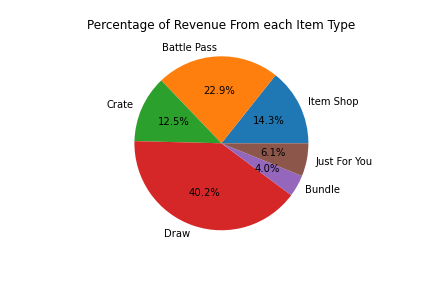 Percentage of Revenue From each Item Type
Battle Pass
22.9%
Item Shop
14.3%
Crate
12.5%
6.1%
Just For You
4.0%
Bundle
40.2%
Draw